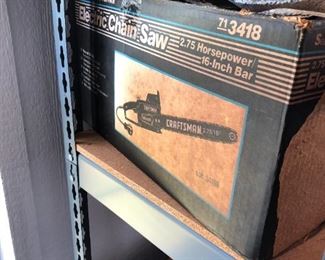 71 3418
Electric Chain Saw
2.75 Horsepower/
16-Inch Bar
CRAFTSMAN